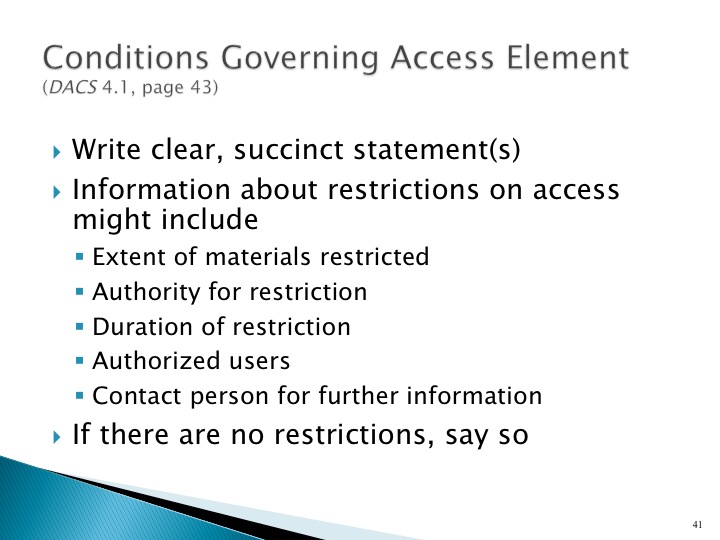 Conditions Governing Access Element
(DACS 4.1, page 43)
Write clear, succinct statement(s)
Information about restrictions on access
might include
Extent of materials restricted
Authority for restriction
Duration of restriction
Authorized users
Contact person for further information
If there are no restrictions, say so
41